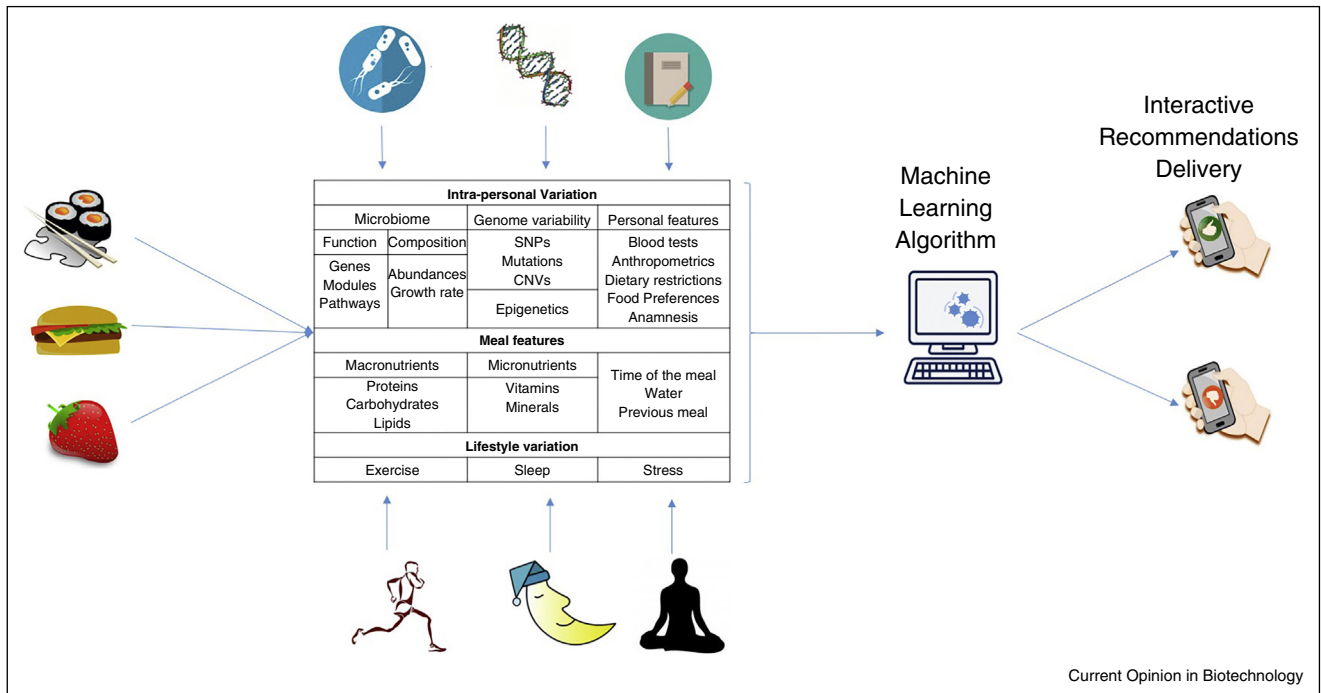 Interactive
Recommendations
Delivery
Machine
Learning
Algorithm
Intra-personal Variation
Microbiome
Genome variability
Personal features
Function
Composition
Genes
Modules
Pathways
Abundances
Growth rate
SNPs
Mutations
CNVs
Epigenetics
Blood tests
Anthropometrics
Dietary restrictions
Food Preferences
Anamnesis
Meal features
Macronutrients
Micronutrients
Proteins
Carbohydrates
Lipids
Vitamins
Minerals
Time of the meal
Water
Previous meal
Lifestyle variation
Exercise
Sleep
Stress
Current Opinion in Biotechnology